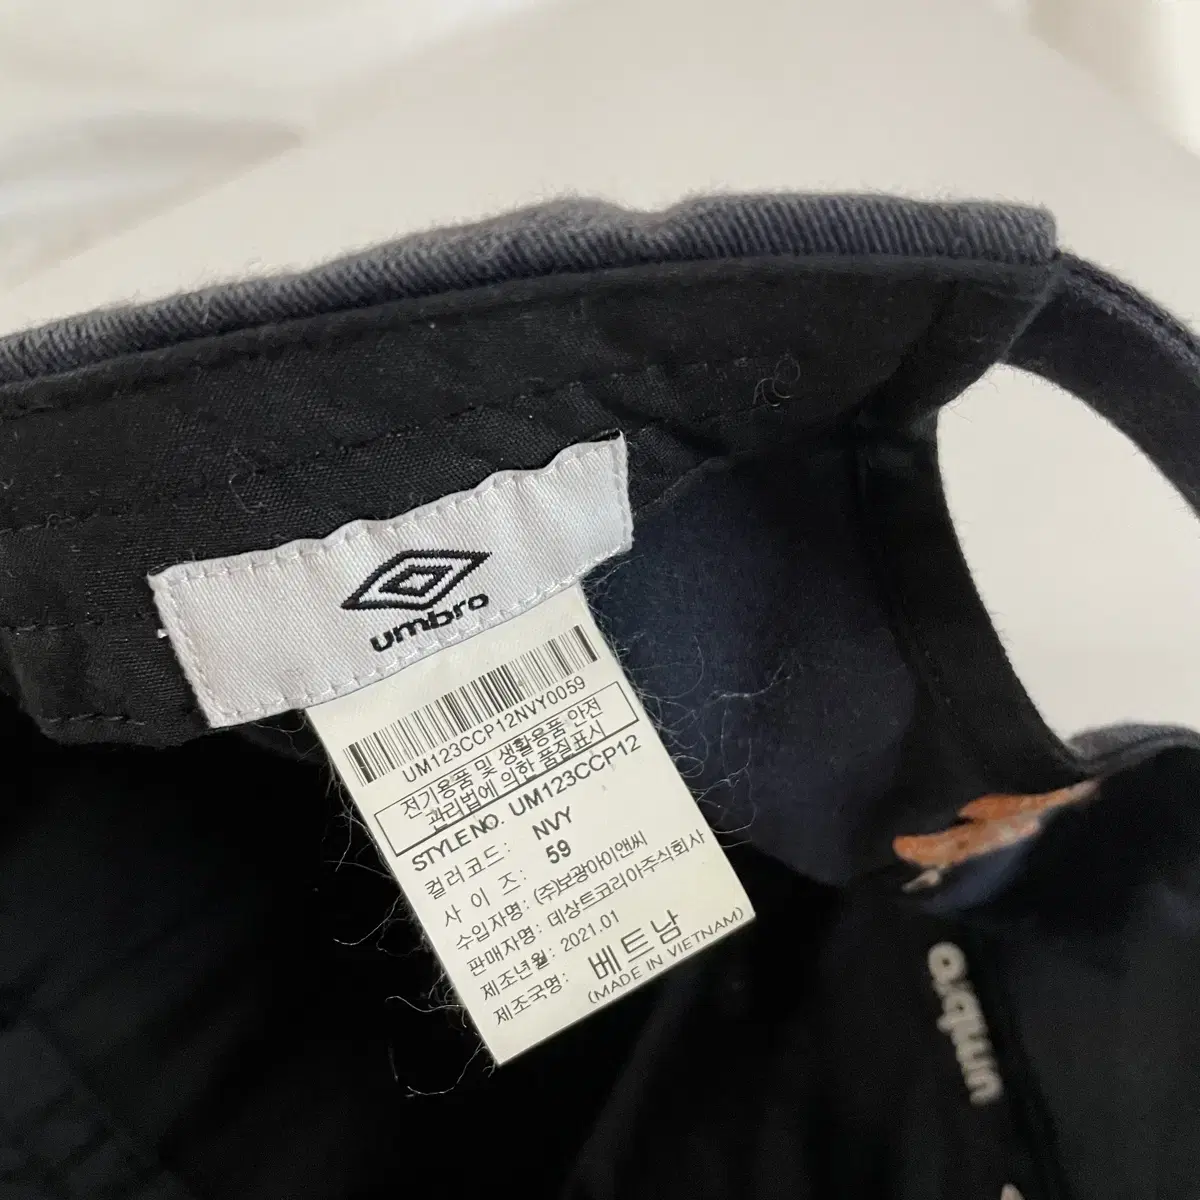 umbro
UM123CCP12NVY0059
전기용품 및 생활용품 안전
관리법에 의한 품질표시
STYLE NO. UM123CCP12
컬러코드: NVY
사이즈: 59
수입자명: (주)보광아이앤씨
판매자명: 데상트코리아주식회사
제조년월: 2021.01
제조국명: 베트남
(MADE IN VIETNAM)
umbro